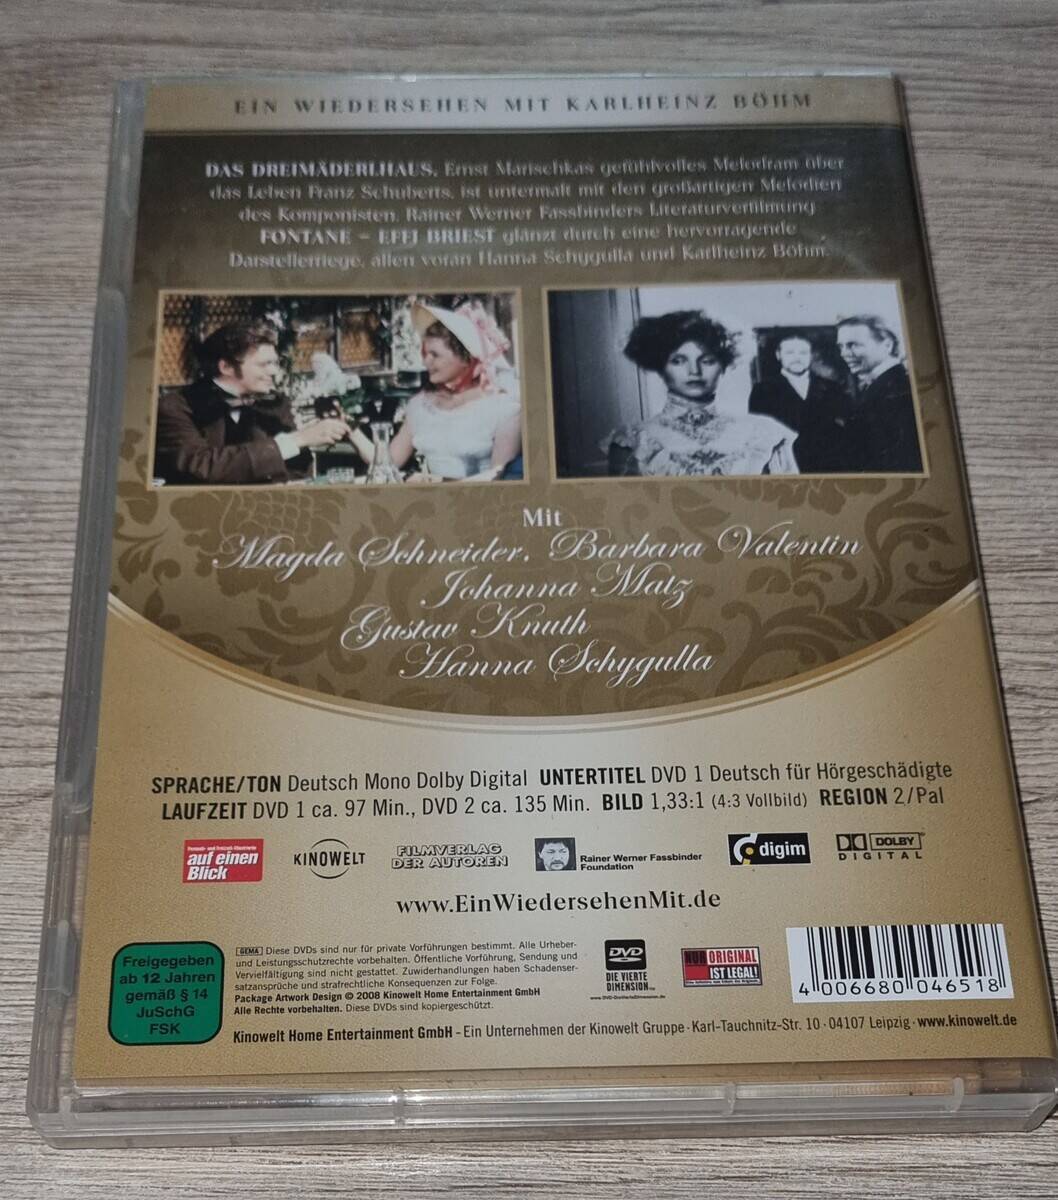 EIN WIEDERSEHEN MIT KARLHEINZ BÖHM
DAS DREIMÄDERLHAUS, Ernst Marischkas gefühlvolles Melodram über
das Leben Franz Schuberts, ist untermalt mit den großartigen Melodien
des Komponisten. Rainer Werner Fassbinders Literaturverfilmung
FONTANE – EFFI BRIEST glänzt durch eine hervorragende
Darstellerriege, allen voran Hanna Schygulla und Karlheinz Böhm.
Mit
Magda Schneider, Barbara Valentin
Johanna Matz
Gustav Knuth
Hanna Schygulla
SPRACHE/TON Deutsch Mono Dolby Digital UNTERTITEL DVD 1 Deutsch für Hörgeschädigte
LAUFZEIT DVD 1 ca. 97 Min., DVD 2 ca. 135 Min. BILD 1,33:1 (4:3 Vollbild) REGION 2/Pal
auf einen
Blick
KINOWELT
FILMVERLAG
DER AUTOREN
Rainer Werner Fassbinder
Foundation
digim
DOLBY
DIGITAL
www.EinWiedersehenMit.de
Freigegeben
ab 12 Jahren
gemäß § 14
JuSchG
FSK
GEMA Diese DVDs sind nur für private Vorführungen bestimmt. Alle Urheber-
und Leistungsschutzrechte vorbehalten. Öffentliche Vorführung, Sendung und
Vervielfältigung sind nicht gestattet. Zuwiderhandlungen haben Schadenser-
satzansprüche und strafrechtliche Konsequenzen zur Folge.
Package Artwork Design © 2008 Kinowelt Home Entertainment GmbH
Alle Rechte vorbehalten. Diese DVDs sind kopiergeschützt.
DVD
DIE VIERTE
DIMENSION
www.DVD-DieVierteDimension.de
NUR ORIGINAL
IST LEGAL!
4 006680 046518
Kinowelt Home Entertainment GmbH - Ein Unternehmen der Kinowelt Gruppe · Karl-Tauchnitz-Str. 10 · 04107 Leipzig · www.kinowelt.de